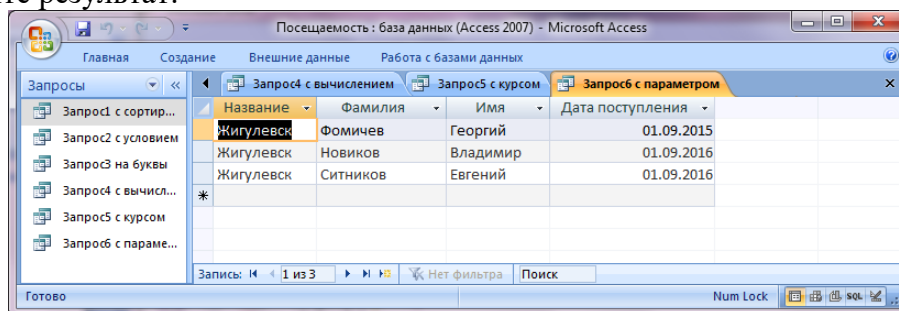 те результат.
Посещаемость : база данных (Access 2007) - Microsoft Access
Главная Создание Внешние данные Работа с базами данных
Запросы « Запрос4 с вычислением Запрос5 с курсом Запрос6 с параметром ×
Запрос1 с сортир...
Запрос2 с условием
Запрос3 на буквы
Запрос4 с вычисл...
Запрос5 с курсом
Запрос6 с параме...
Название Фамилия Имя Дата поступления
Жигулевск Фомичев Георгий 01.09.2015
Жигулевск Новиков Владимир 01.09.2016
Жигулевск Ситников Евгений 01.09.2016
*
Запись: 1 из 3 Нет фильтра Поиск
Готово Num Lock SQL